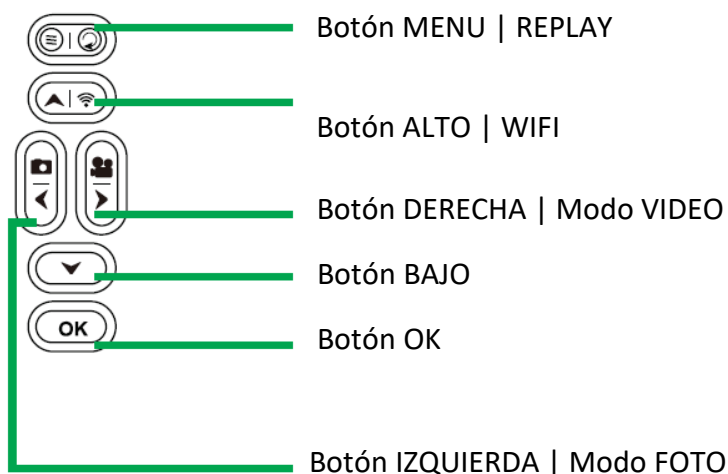 Botón MENU | REPLAY
Botón ALTO | WIFI
Botón DERECHA | Modo VIDEO
Botón BAJO
OK
Botón OK
Botón IZQUIERDA | Modo FOTO